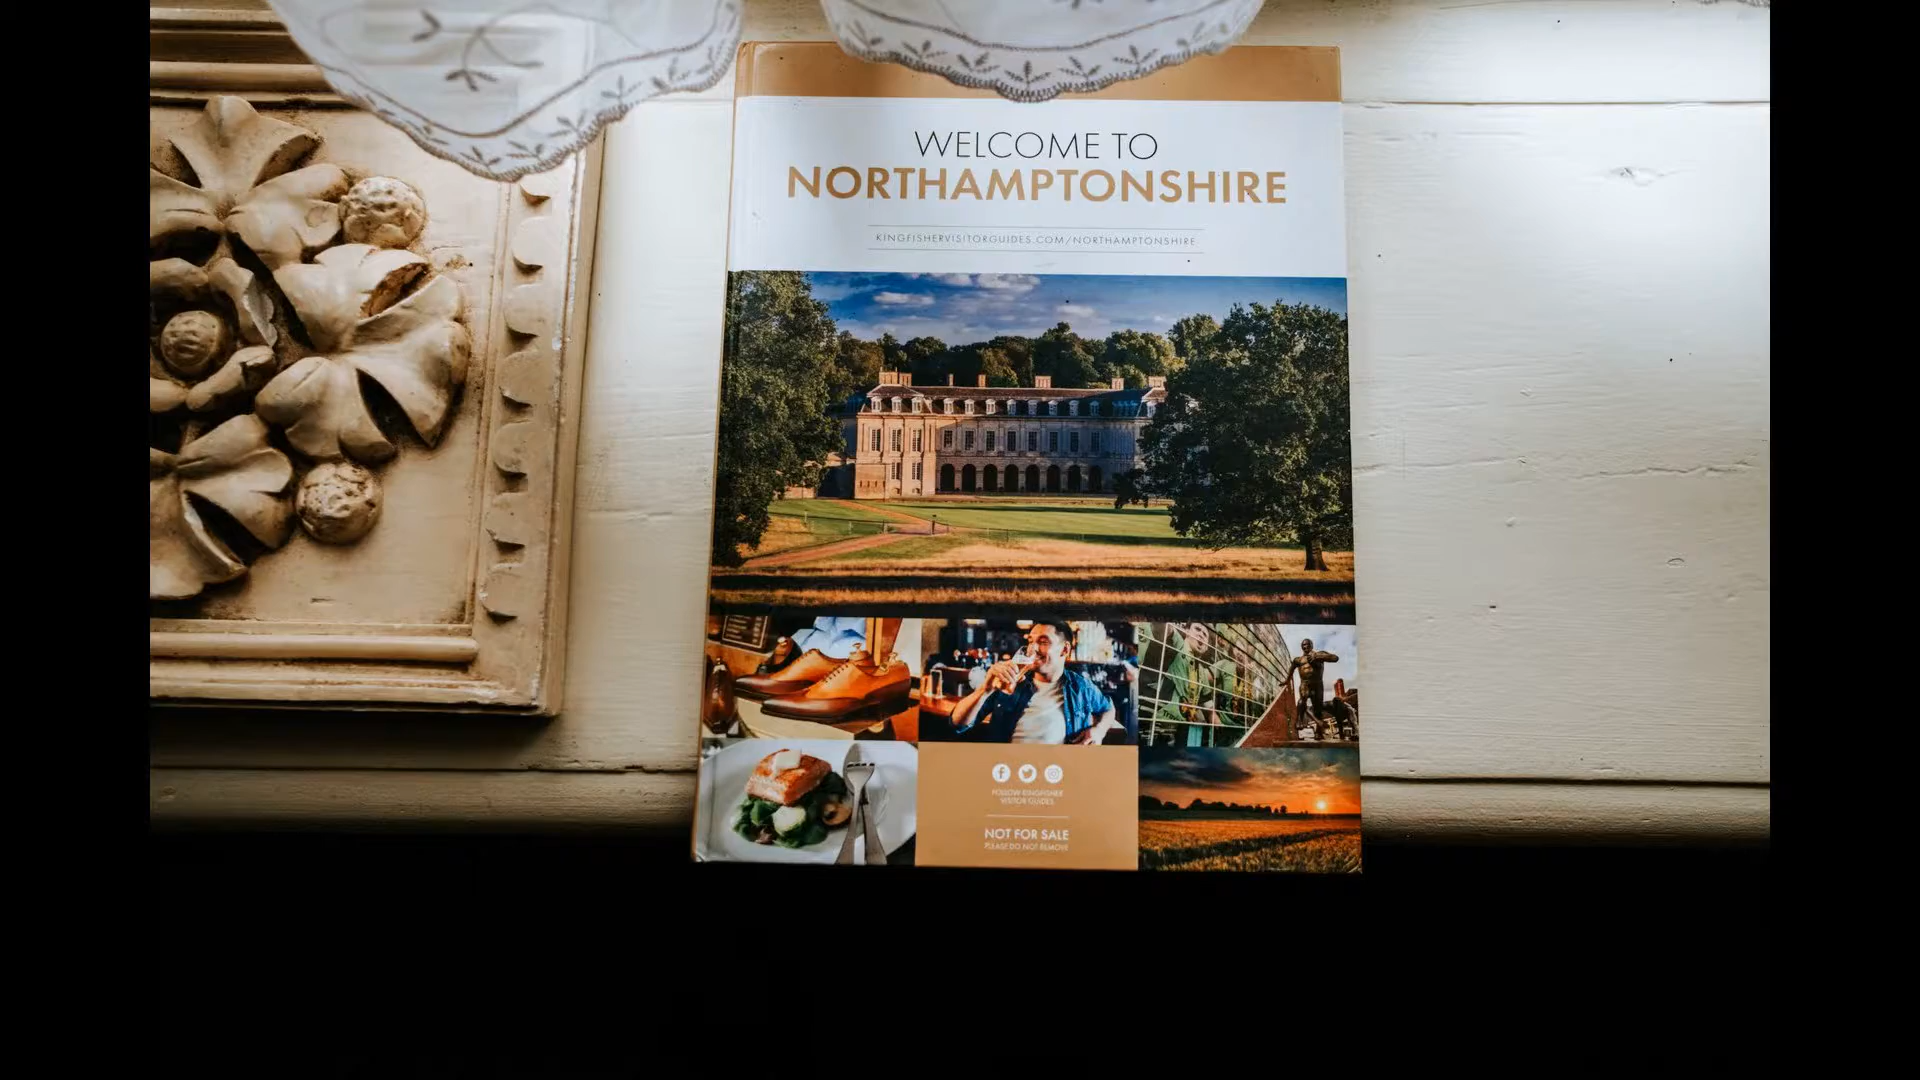 WELCOME TO
NORTHAMPTONSHIRE
KINGFISHERVISITORGUIDES.COM/NORTHAMPTONSHIRE
FOLLOW KINGFISHER
VISITOR GUIDES
NOT FOR SALE
PLEASE DO NOT REMOVE